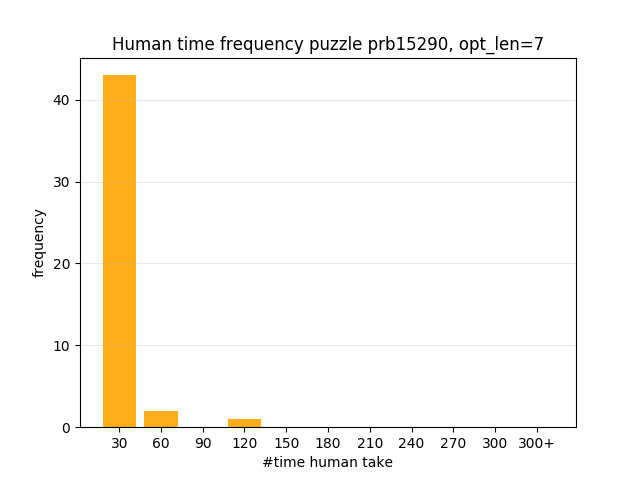 Human time frequency puzzle prb15290, opt_len=7
40
30
20
10
0
frequency
30 60 90 120 150 180 210 240 270 300 300+
#time human take